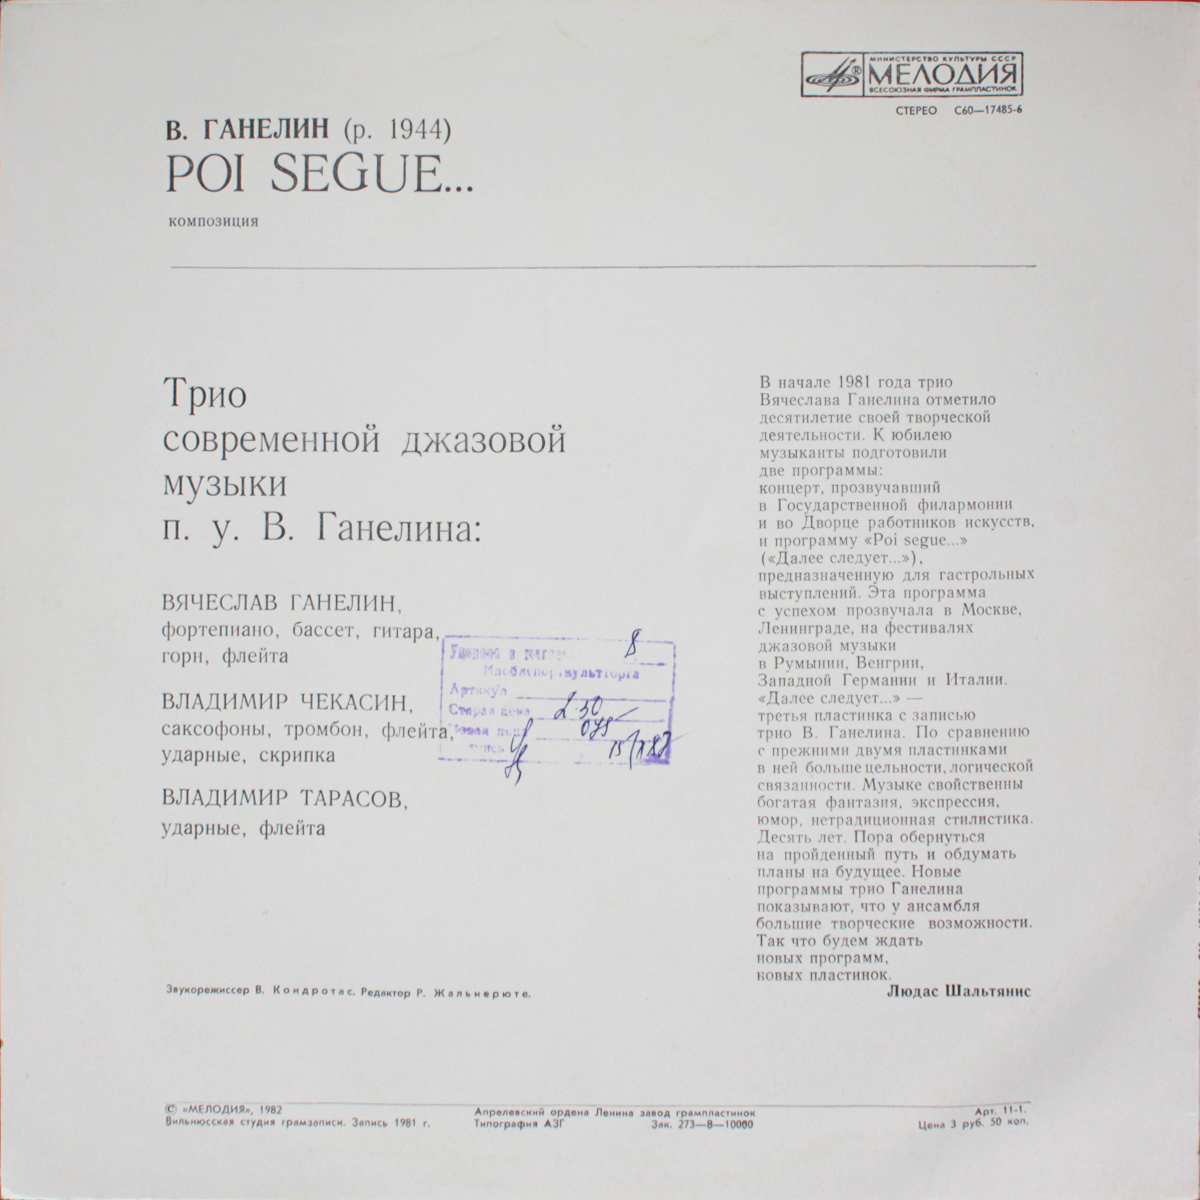 МИНИСТЕРСТВО КУЛЬТУРЫ СССР
МЕЛОДИЯ
ВСЕСОЮЗНАЯ ФИРМА ГРАМПЛАСТИНОК
СТЕРЕО С60—17485-6
В. ГАНЕЛИН (р. 1944)
POI SEGUE...
композиция
Трио
современной джазовой
музыки
п. у. В. Ганелина:
ВЯЧЕСЛАВ ГАНЕЛИН,
фортепиано, бассет, гитара,
горн, флейта
ВЛАДИМИР ЧЕКАСИН,
саксофоны, тромбон, флейта,
ударные, скрипка
ВЛАДИМИР ТАРАСОВ,
ударные, флейта
8
Артикул
Старая цена 2-50
В начале 1981 года трио
Вячеслава Ганелина отметило
десятилетие своей творческой
деятельности. К юбилею
музыканты подготовили
две программы:
концерт, прозвучавший
в Государственной филармонии
и во Дворце работников искусств,
и программу «Poi segue...»
(«Далее следует...»),
предназначенную для гастрольных
выступлений. Эта программа
с успехом прозвучала в Москве,
Ленинграде, на фестивалях
джазовой музыки
в Румынии, Венгрии,
Западной Германии и Италии.
«Далее следует...» —
третья пластинка с записью
трио В. Ганелина. По сравнению
с прежними двумя пластинками
в ней больше цельности, логической
связанности. Музыке свойственны
богатая фантазия, экспрессия,
юмор, нетрадиционная стилистика.
Десять лет. Пора обернуться
на пройденный путь и обдумать
планы на будущее. Новые
программы трио Ганелина
показывают, что у ансамбля
большие творческие возможности.
Так что будем ждать
новых программ,
новых пластинок.
Людас Шальтянис
Звукорежиссер В. Кондротас. Редактор Р. Жальнерюте.
© «МЕЛОДИЯ», 1982
Вильнюсская студия грамзаписи. Запись 1981 г.
Апрелевский ордена Ленина завод грампластинок
Типография АЗГ Зак. 273—В—10000
Арт. 11-1.
Цена 3 руб. 50 коп.